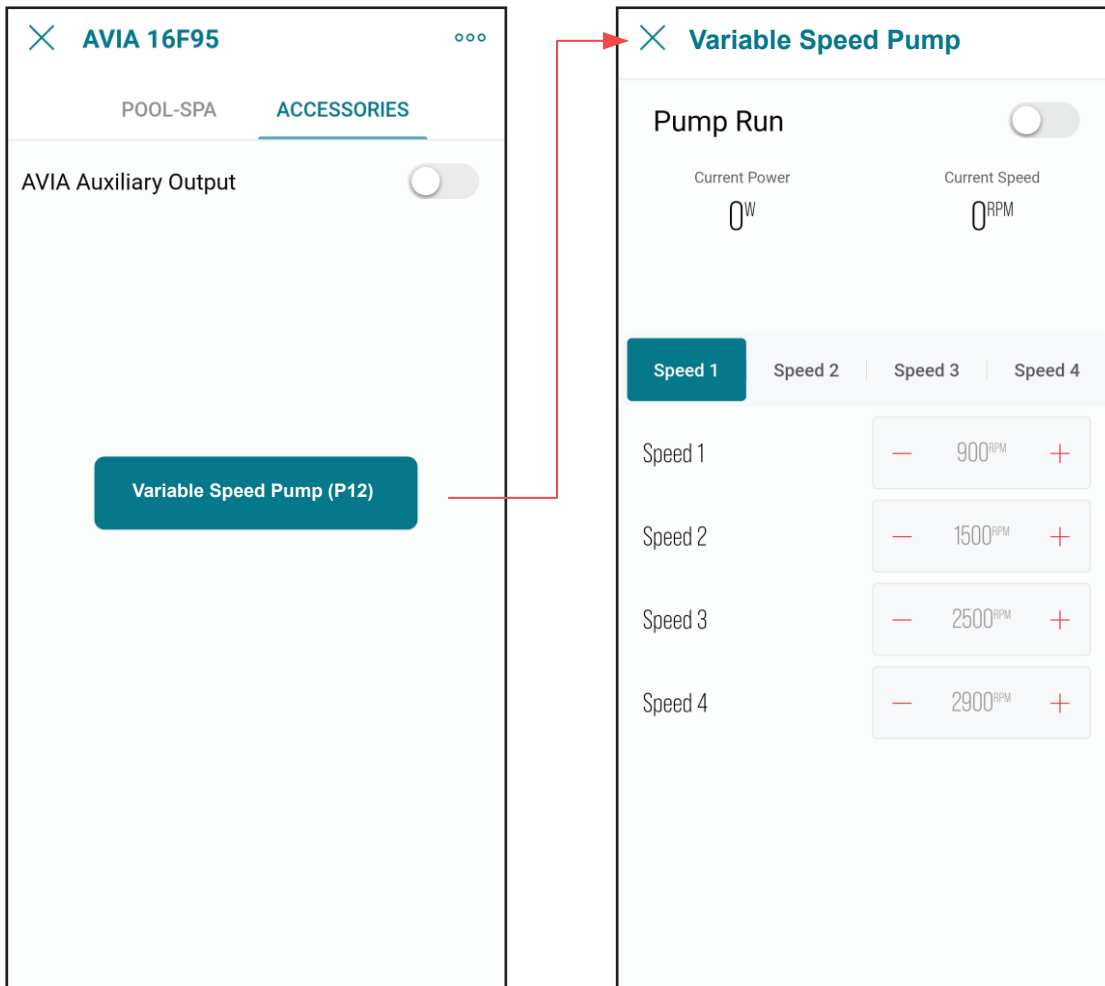 AVIA 16F95
POOL-SPA ACCESSORIES
AVIA Auxiliary Output
Variable Speed Pump (P12)
Variable Speed Pump
Pump Run
Current Power Current Speed
0W 0RPM
Speed 1 Speed 2 Speed 3 Speed 4
Speed 1 − 900RPM +
Speed 2 − 1500RPM +
Speed 3 − 2500RPM +
Speed 4 − 2900RPM +